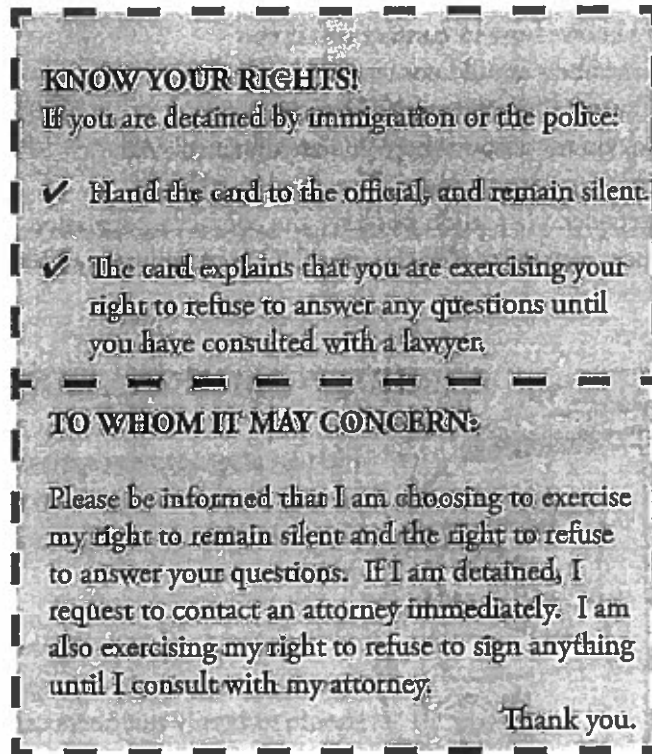 KNOW YOUR RIGHTS!
If you are detained by immigration or the police:
✔ Hand the card to the official, and remain silent.
✔ The card explains that you are exercising your
right to refuse to answer any questions until
you have consulted with a lawyer.
TO WHOM IT MAY CONCERN:
Please be informed that I am choosing to exercise
my right to remain silent and the right to refuse
to answer your questions. If I am detained, I
request to contact an attorney immediately. I am
also exercising my right to refuse to sign anything
until I consult with my attorney.
Thank you.